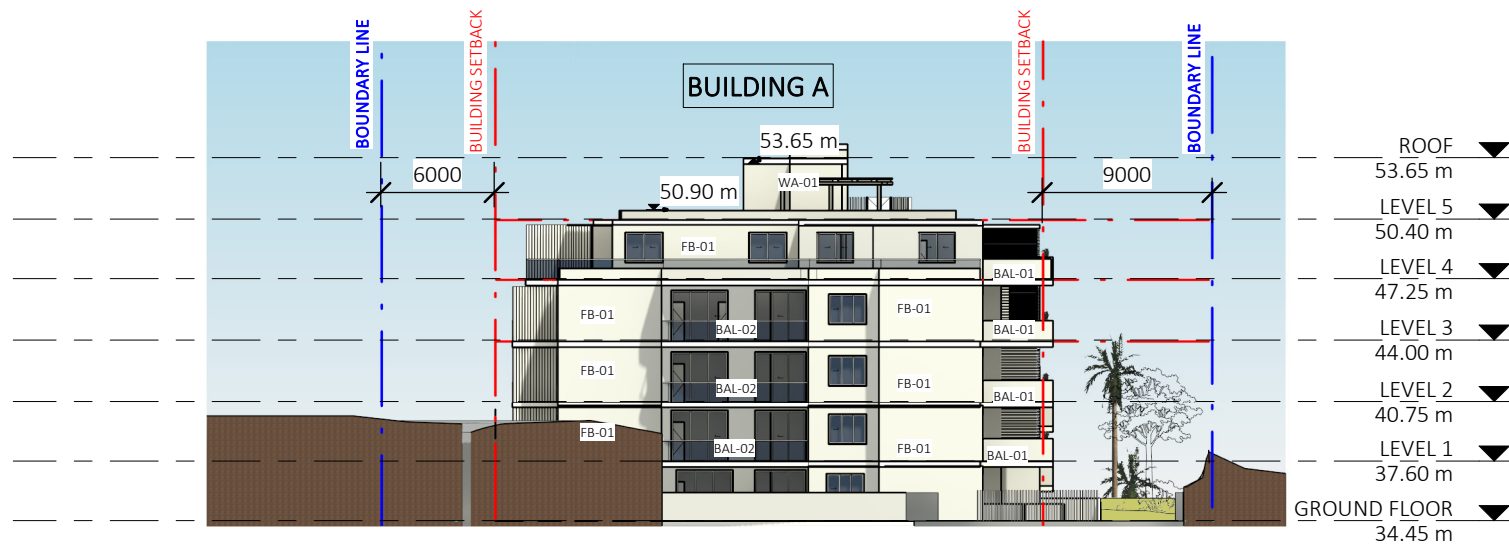 BOUNDARY LINE
BUILDING SETBACK
BUILDING SETBACK
BOUNDARY LINE
BUILDING A
53.65 m
ROOF
53.65 m
6000
9000
WA-01
50.90 m
LEVEL 5
50.40 m
FB-01
LEVEL 4
47.25 m
BAL-01
FB-01
FB-01
BAL-02
BAL-01
LEVEL 3
44.00 m
FB-01
FB-01
BAL-02
BAL-01
LEVEL 2
40.75 m
FB-01
BAL-02
FB-01
BAL-01
LEVEL 1
37.60 m
GROUND FLOOR
34.45 m